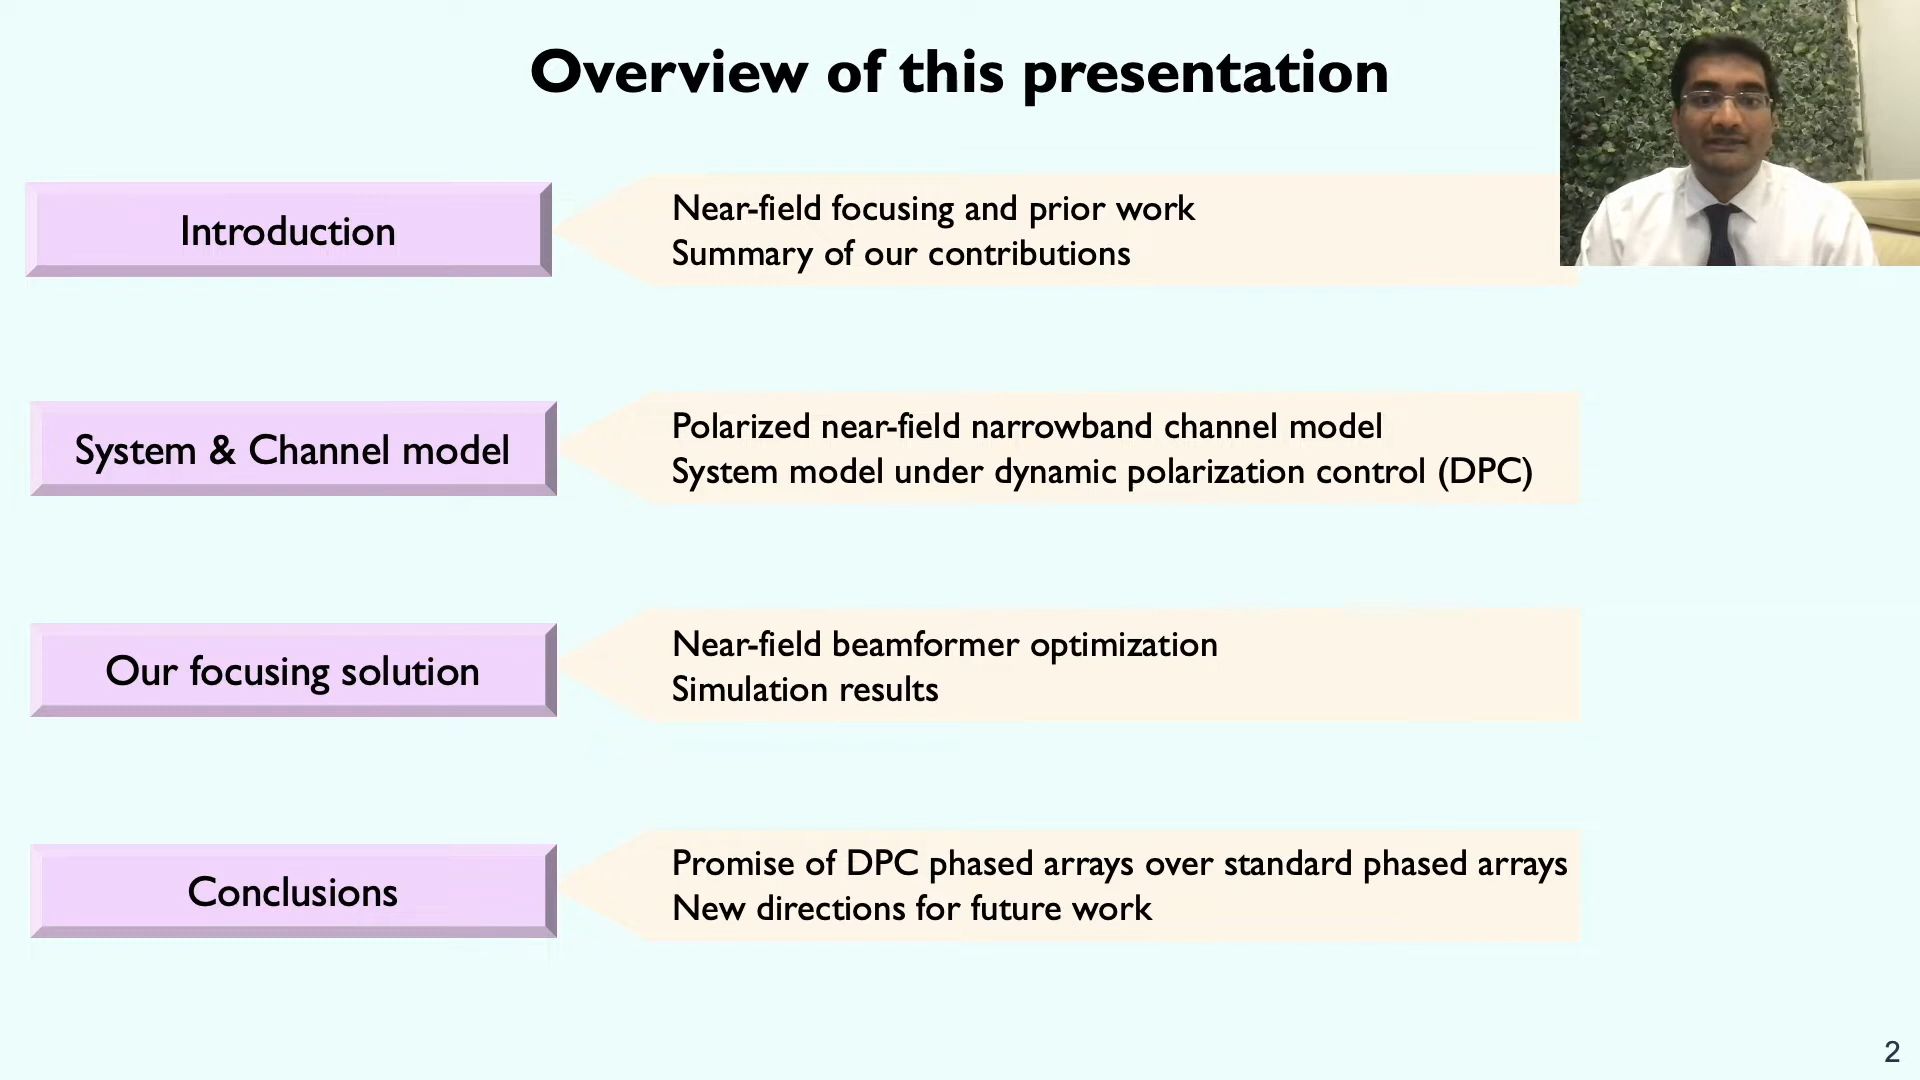 Overview of this presentation
Introduction
Near-field focusing and prior work
Summary of our contributions
System & Channel model
Polarized near-field narrowband channel model
System model under dynamic polarization control (DPC)
Our focusing solution
Near-field beamformer optimization
Simulation results
Conclusions
Promise of DPC phased arrays over standard phased arrays
New directions for future work
2